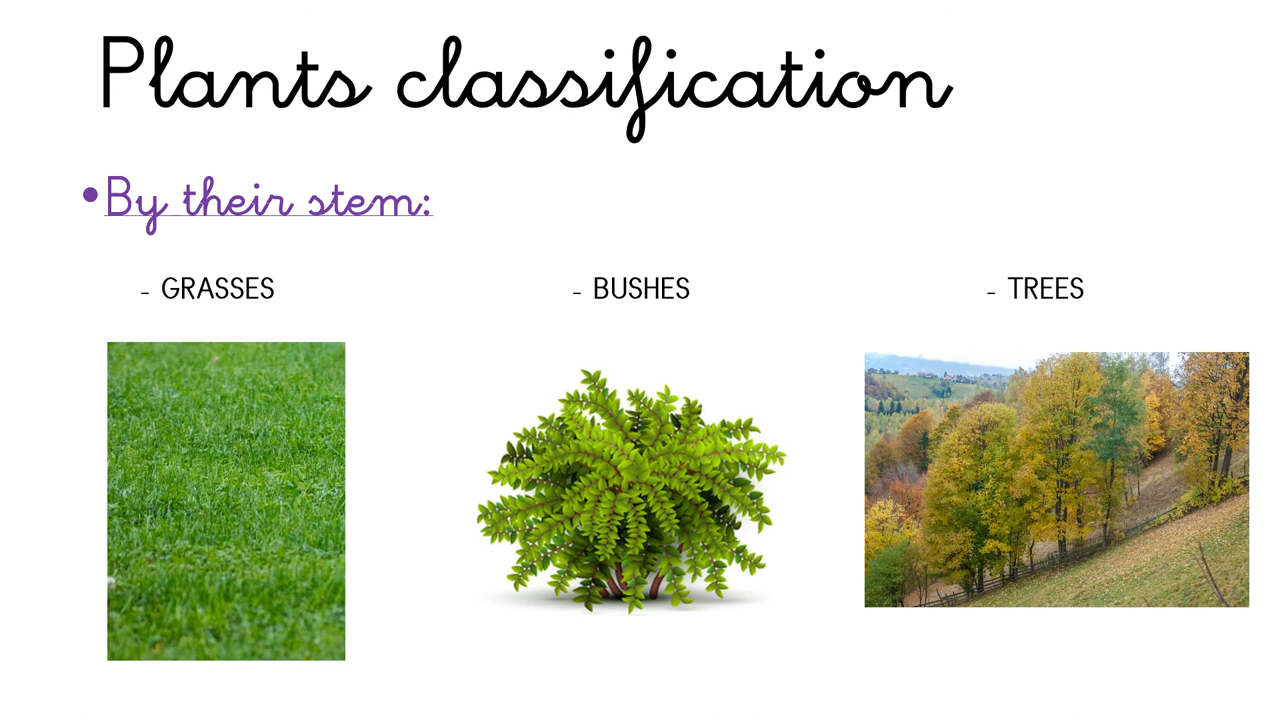 Plants classification
•By their stem:
- GRASSES
- BUSHES
- TREES